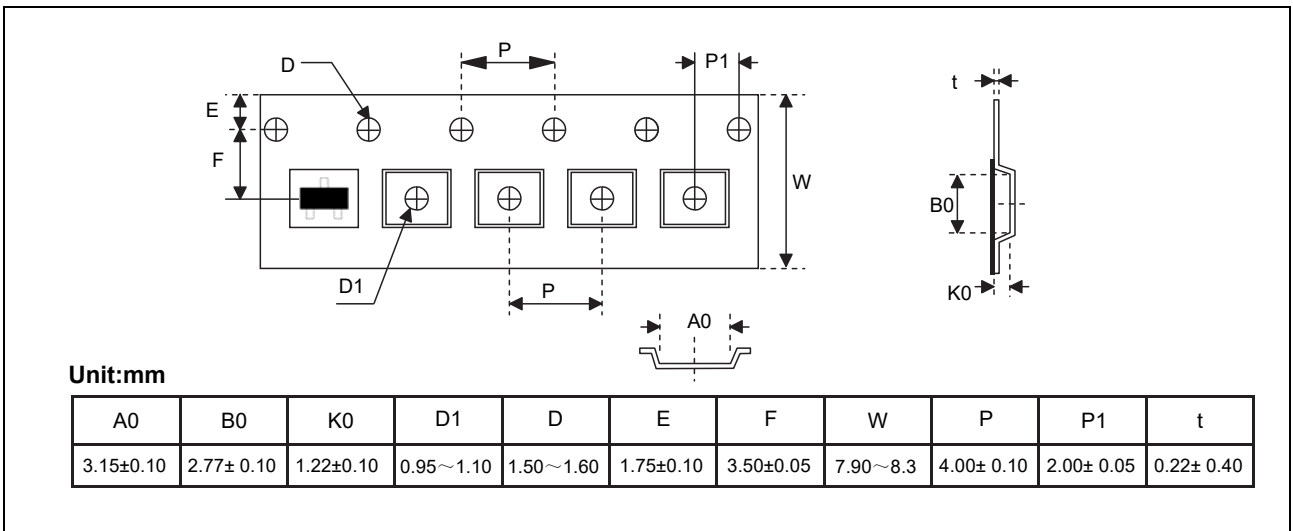 P
P1
D
t
E
F
W
B0
D1
P
K0
A0
Unit:mm
A0 B0 K0 D1 D E F W P P1 t
3.15±0.10 2.77± 0.10 1.22±0.10 0.95～1.10 1.50～1.60 1.75±0.10 3.50±0.05 7.90～8.3 4.00± 0.10 2.00± 0.05 0.22± 0.40